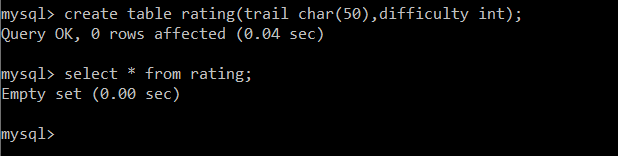 mysql> create table rating(trail char(50),difficulty int);
Query OK, 0 rows affected (0.04 sec)
mysql> select * from rating;
Empty set (0.00 sec)
mysql>